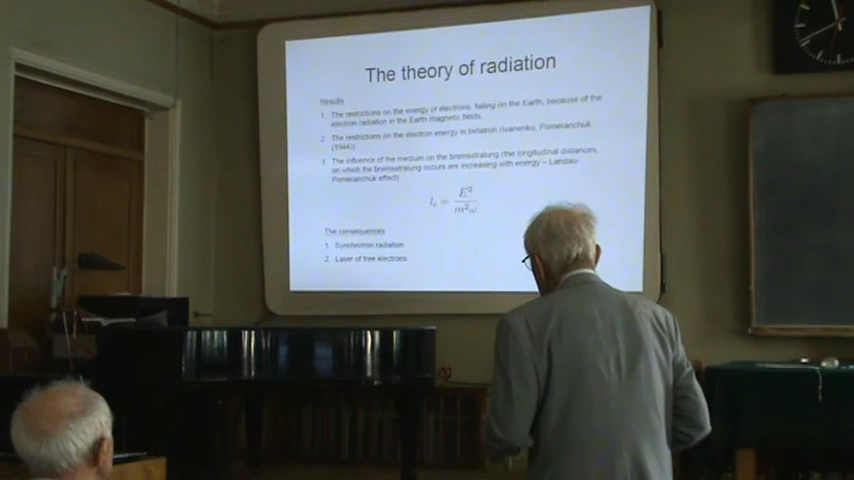 The theory of radiation
Results
1. The restrictions on the energy of electrons, falling on the Earth, because of the
electron radiation in the Earth magnetic fields.
2. The restrictions on the electron energy in betatron (Ivanenko, Pomeranchuk
(1944))
3. The influence of the medium on the bremsstralung (the longitudinal distances,
on which the bremsstralung occurs are increasing with energy – Landau-
Pomeranchuk effect)
l_c = E^2 / m^2 ω
The consequences
1. Synchrotron radiation
2. Laser of free electrons